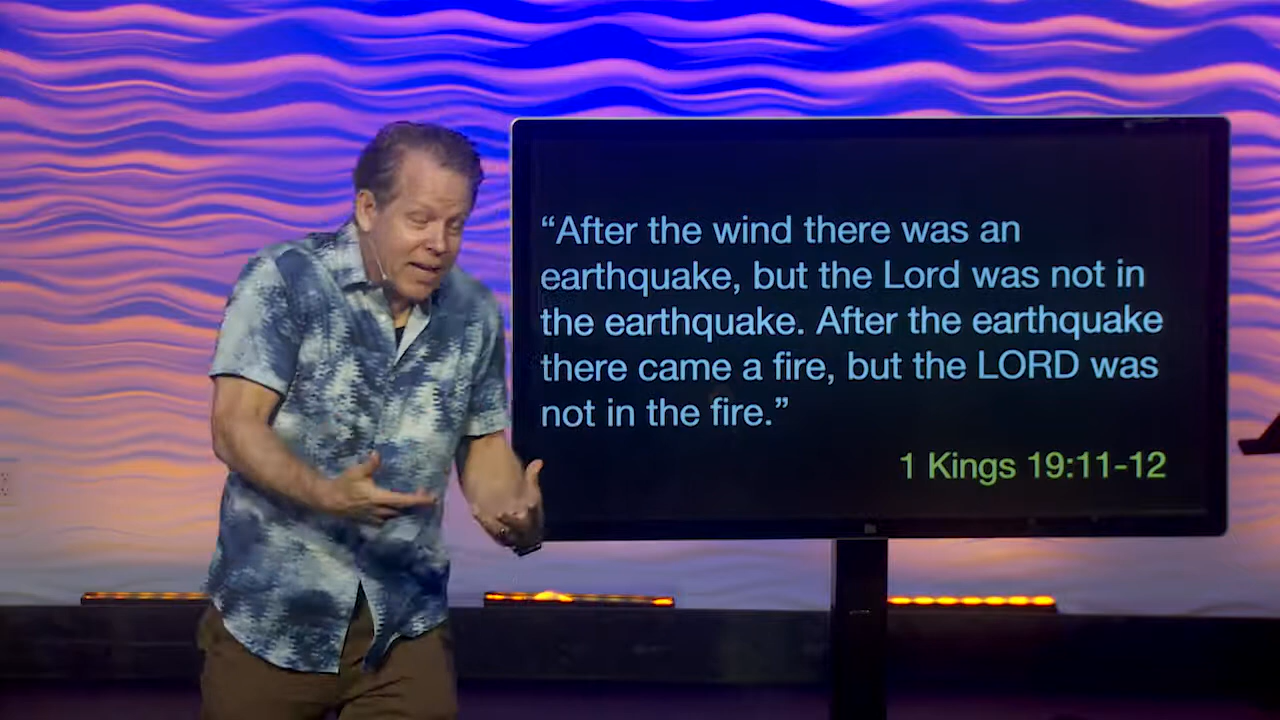 “After the wind there was an
earthquake, but the Lord was not in
the earthquake. After the earthquake
there came a fire, but the LORD was
not in the fire.”
1 Kings 19:11-12